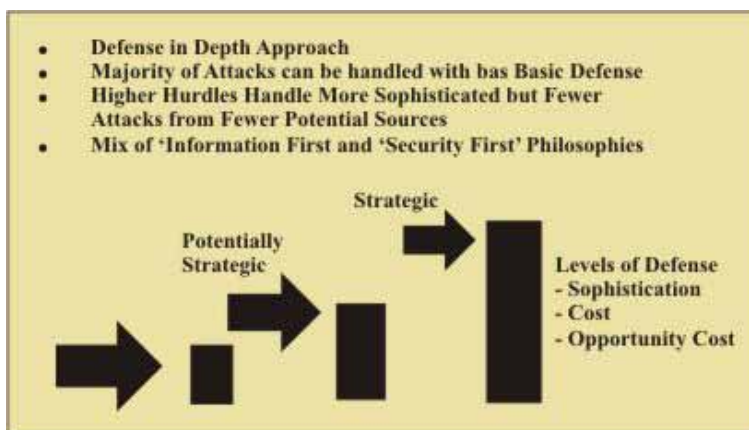 • Defense in Depth Approach
• Majority of Attacks can be handled with bas Basic Defense
• Higher Hurdles Handle More Sophisticated but Fewer
Attacks from Fewer Potential Sources
• Mix of ‘Information First and ‘Security First’ Philosophies
Strategic
Potentially
Strategic
Levels of Defense
- Sophistication
- Cost
- Opportunity Cost